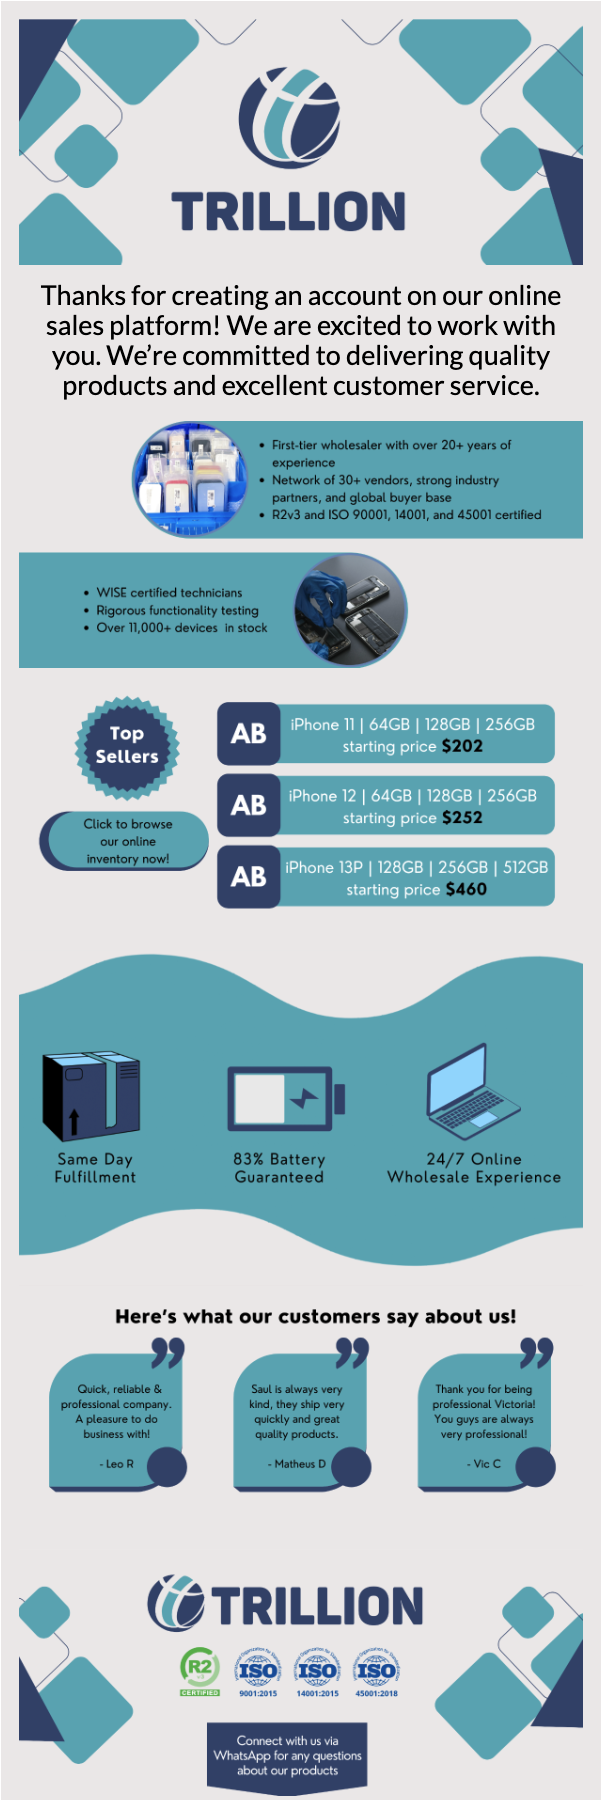 TRILLION
Thanks for creating an account on our online
sales platform! We are excited to work with
you. We’re committed to delivering quality
products and excellent customer service.
• First-tier wholesaler with over 20+ years of
experience
• Network of 30+ vendors, strong industry
partners, and global buyer base
• R2v3 and ISO 90001, 14001, and 45001 certified
• WISE certified technicians
• Rigorous functionality testing
• Over 11,000+ devices in stock
Top
Sellers
Click to browse
our online
inventory now!
AB
iPhone 11 | 64GB | 128GB | 256GB
starting price $202
AB
iPhone 12 | 64GB | 128GB | 256GB
starting price $252
AB
iPhone 13P | 128GB | 256GB | 512GB
starting price $460
Same Day
Fulfillment
83% Battery
Guaranteed
24/7 Online
Wholesale Experience
Here’s what our customers say about us!
Quick, reliable &
professional company.
A pleasure to do
business with!
- Leo R
Saul is always very
kind, they ship very
quickly and great
quality products.
- Matheus D
Thank you for being
professional Victoria!
You guys are always
very professional!
- Vic C
TRILLION
R2
CERTIFIED
ISO
9001:2015
ISO
14001:2015
ISO
45001:2018
Connect with us via
WhatsApp for any questions
about our products